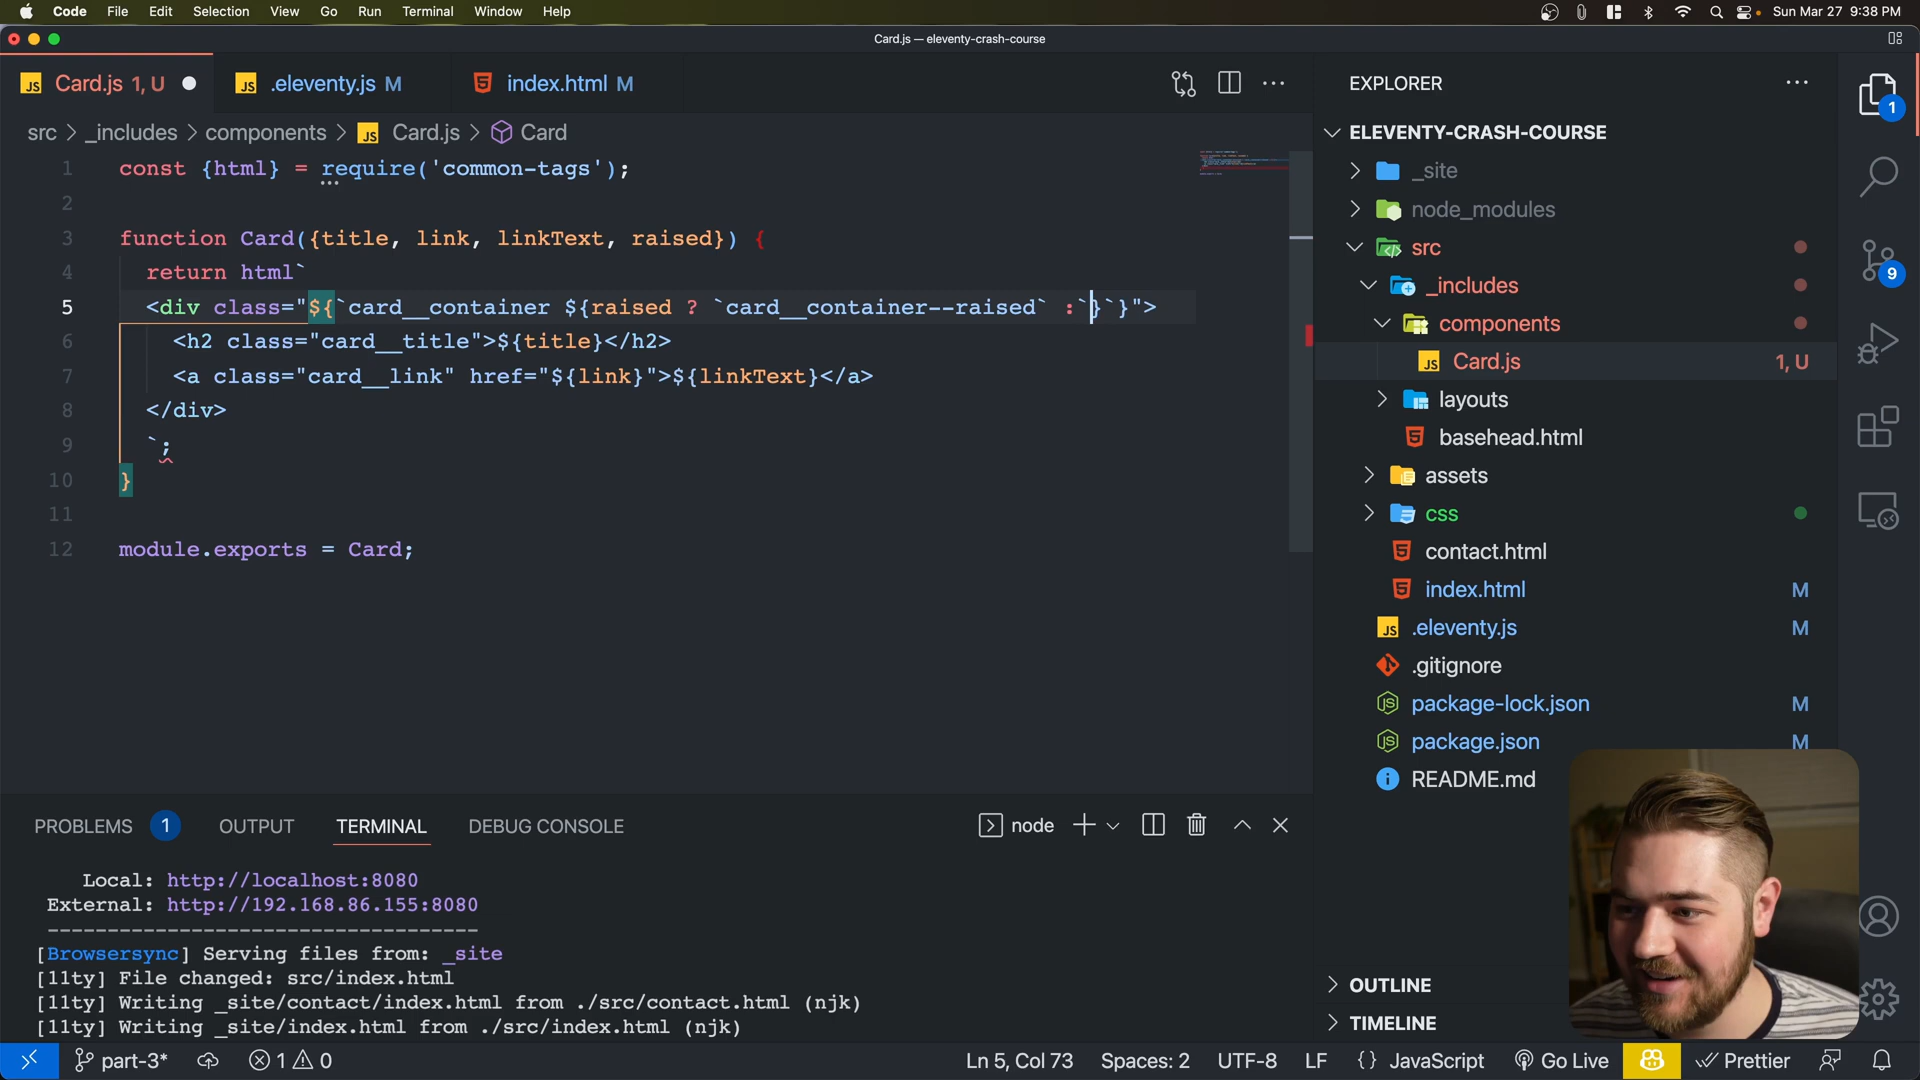 Code File Edit Selection View Go Run Terminal Window Help Sun Mar 27 9:38 PM
Card.js — eleventy-crash-course
JS Card.js 1, U JS .eleventy.js M index.html M
src > _includes > components > JS Card.js > Card
1 const {html} = require('common-tags');
2
3 function Card({title, link, linkText, raised}) {
4 return html`
5 <div class="${`card__container ${raised ? `card__container--raised` :`}`}">
6 <h2 class="card__title">${title}</h2>
7 <a class="card__link" href="${link}">${linkText}</a>
8 </div>
9 `;
10 }
11
12 module.exports = Card;
EXPLORER
ELEVENTY-CRASH-COURSE
_site
node_modules
src
_includes
components
JS Card.js 1, U
layouts
basehead.html
assets
css
contact.html
index.html M
JS .eleventy.js M
.gitignore
package-lock.json M
package.json M
README.md
OUTLINE
TIMELINE
1
9
PROBLEMS 1 OUTPUT TERMINAL DEBUG CONSOLE node
Local: http://localhost:8080
External: http://192.168.86.155:8080
----------------------------------
[Browsersync] Serving files from: _site
[11ty] File changed: src/index.html
[11ty] Writing _site/contact/index.html from ./src/contact.html (njk)
[11ty] Writing _site/index.html from ./src/index.html (njk)
part-3* 1 0 Ln 5, Col 73 Spaces: 2 UTF-8 LF {} JavaScript Go Live Prettier